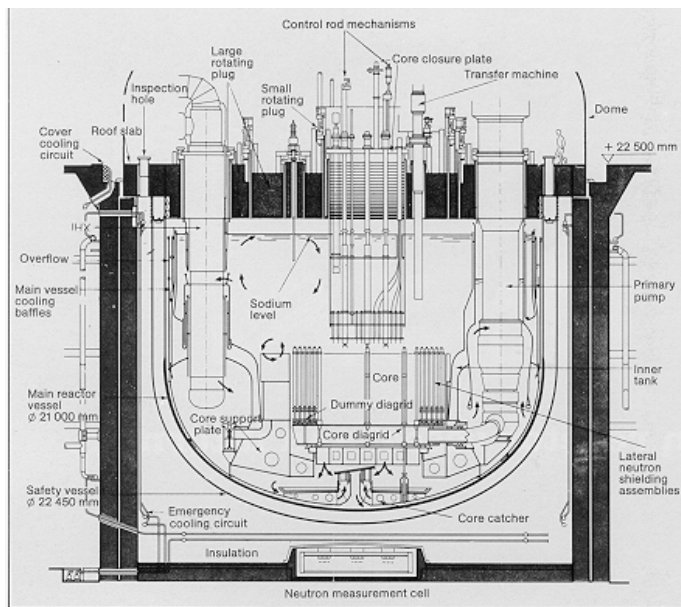 Control rod mechanisms
Large
rotating
plug
Core closure plate
Transfer machine
Inspection
hole
Small
rotating
plug
Dome
Cover
cooling
circuit
Roof slab
+ 22 500 mm
IHX
Overflow
Sodium
level
Main vessel
cooling
baffles
Primary
pump
Inner
tank
Core
Main reactor
vessel
ø 21 000 mm
Dummy diagrid
Core support
plate
Core diagrid
Lateral
neutron
shielding
assemblies
Safety vessel
ø 22 450 mm
Emergency
cooling circuit
Core catcher
Insulation
Neutron measurement cell